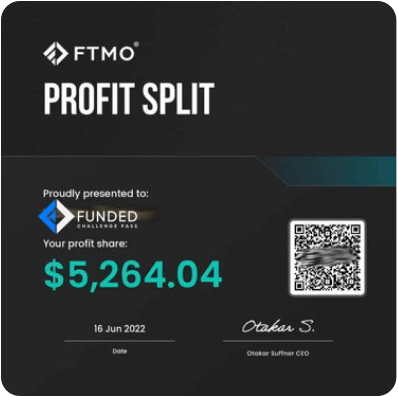 FTMO®
PROFIT SPLIT
Proudly presented to:
FUNDED
CHALLENGE PASS
Your profit share:
$5,264.04
16 Jun 2022
Date
Otakar S.
Otakar Suffner CEO